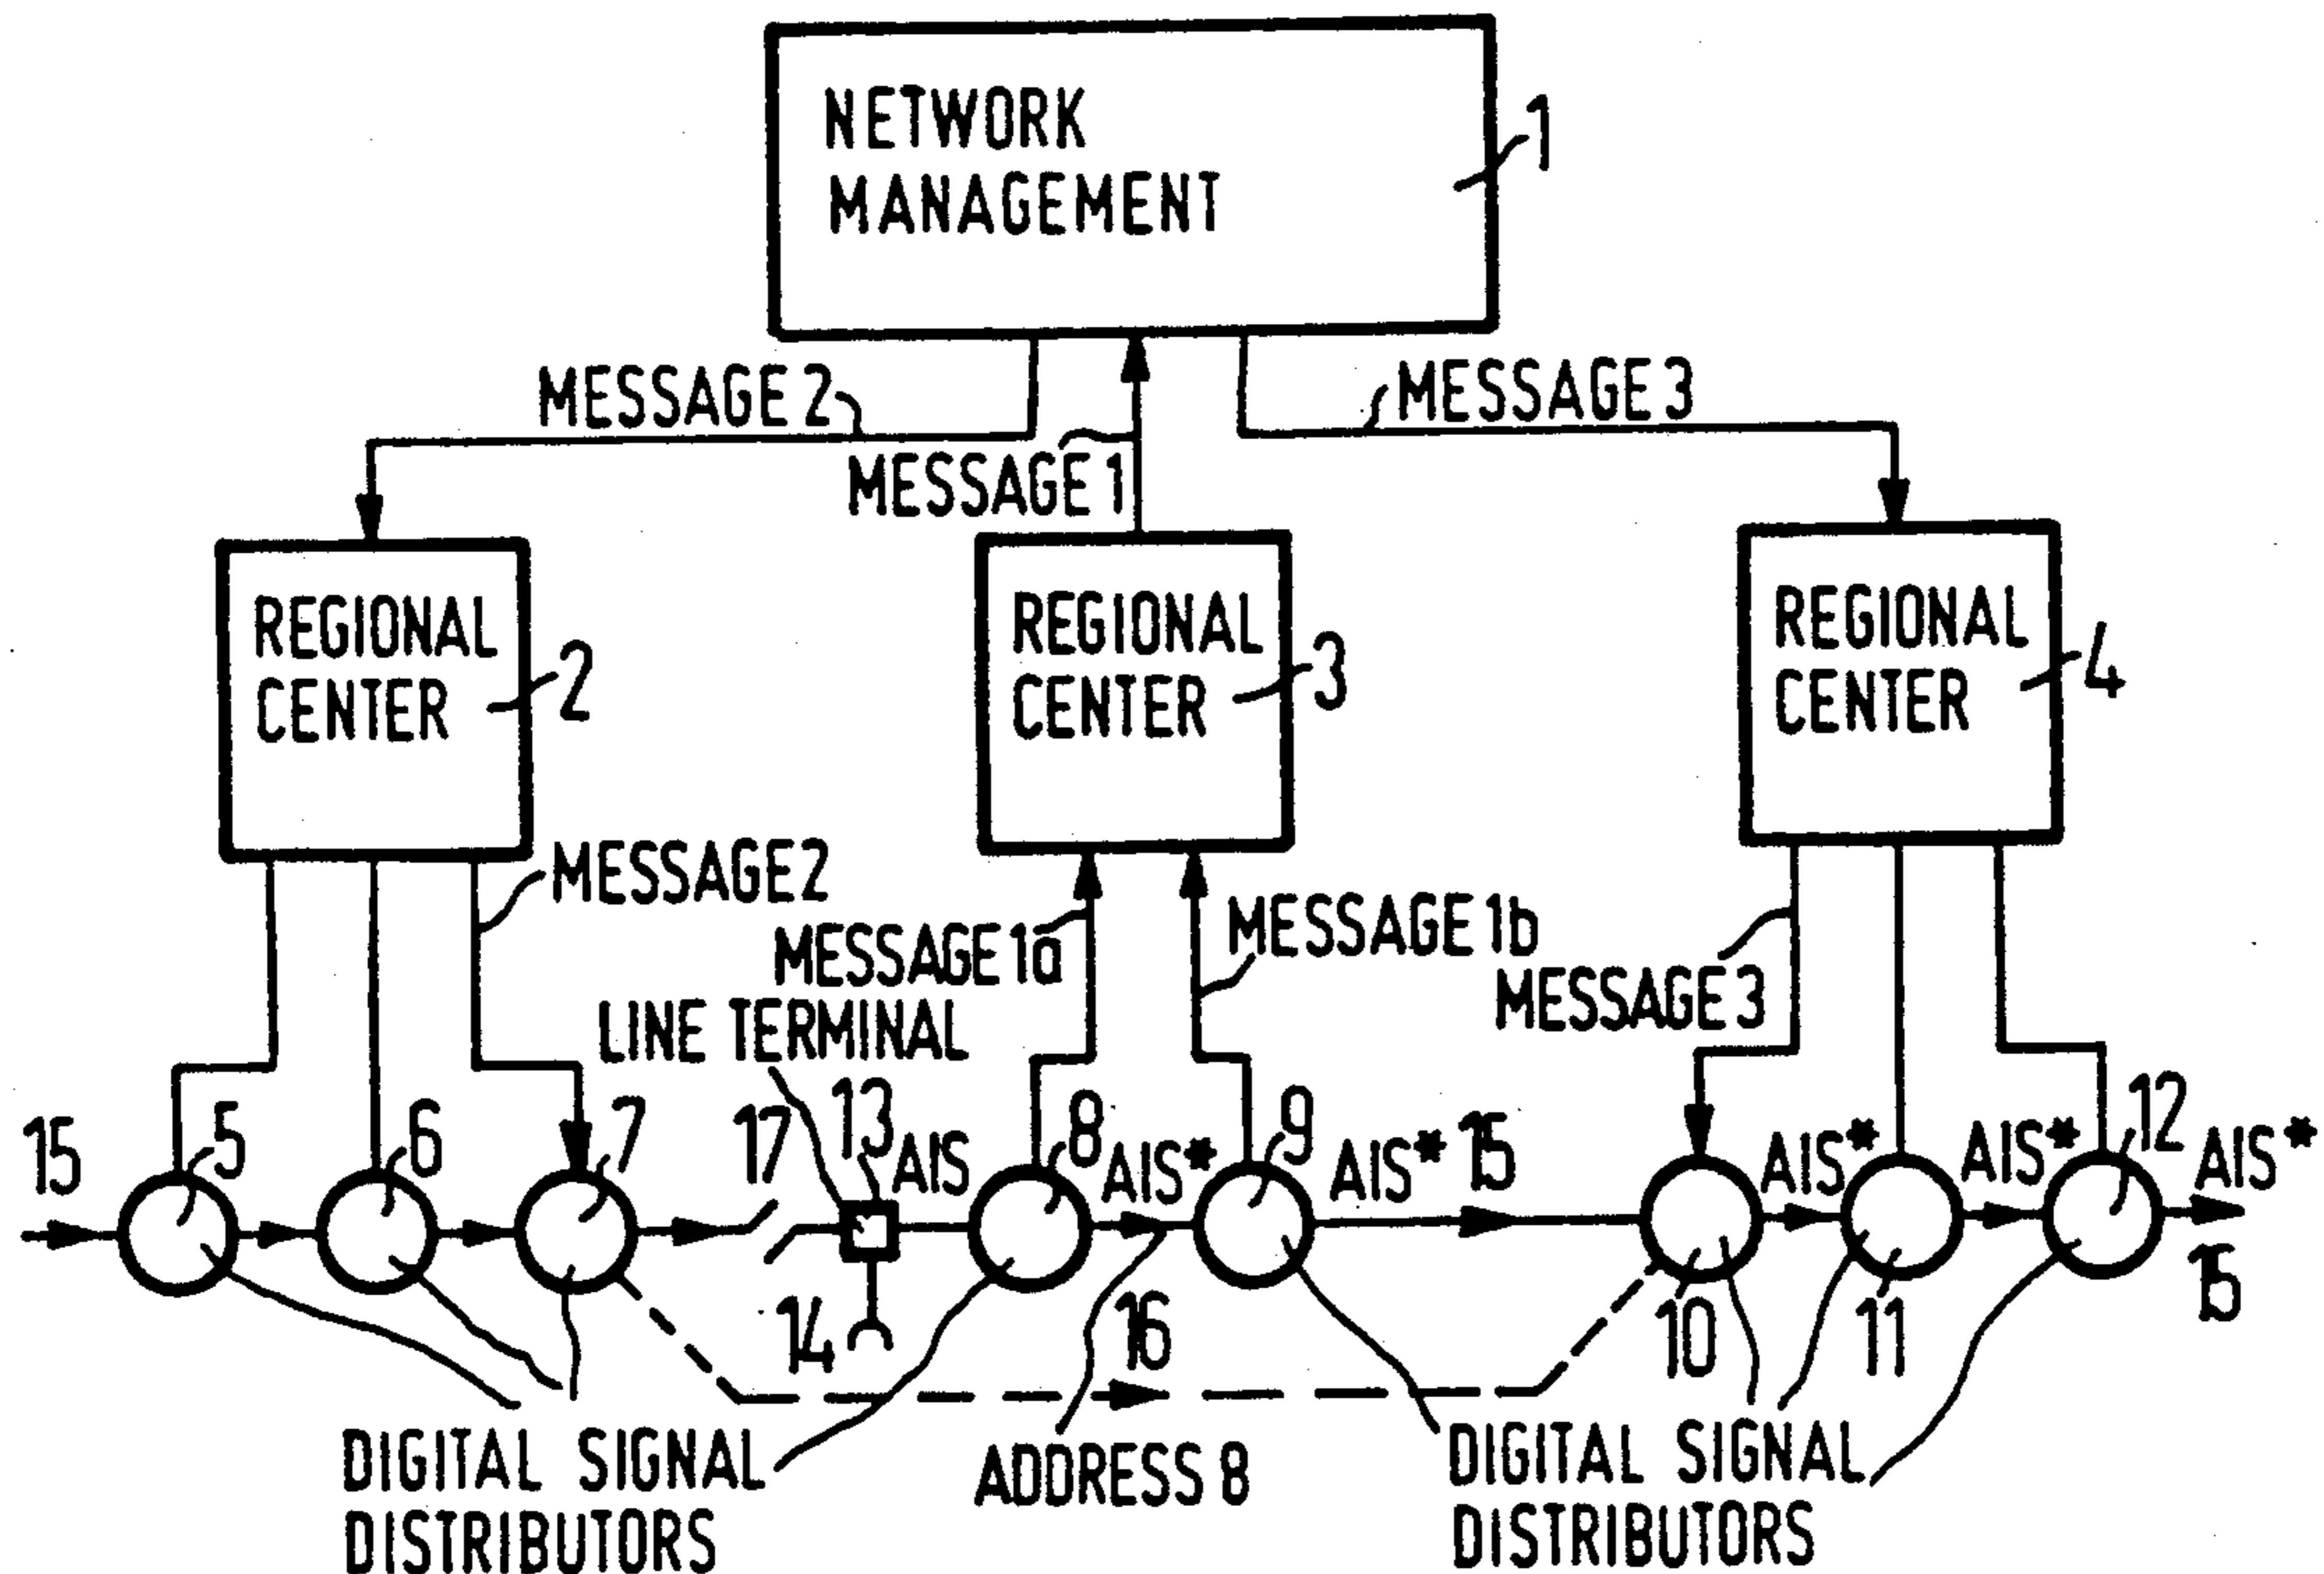 NETWORK
MANAGEMENT
1
MESSAGE 2
MESSAGE 3
MESSAGE 1
REGIONAL
CENTER
2
REGIONAL
CENTER
3
REGIONAL
CENTER
4
MESSAGE 2
MESSAGE 1a
MESSAGE 1b
MESSAGE 3
LINE TERMINAL
15
5
6
7
17
13
AIS
8
AIS*
9
AIS*
15
AIS*
11
AIS*
12
AIS*
15
14
16
10
DIGITAL SIGNAL
DISTRIBUTORS
ADDRESS 8
DIGITAL SIGNAL
DISTRIBUTORS